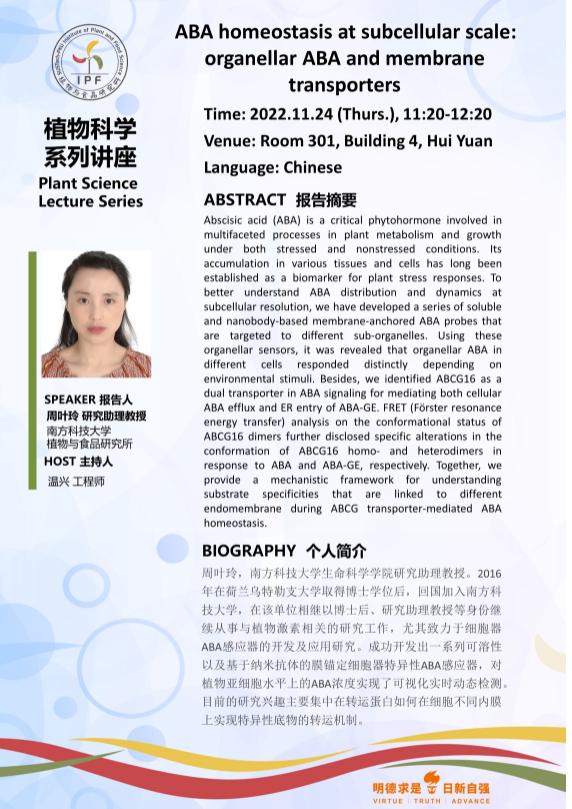 ABA homeostasis at subcellular scale:
organellar ABA and membrane
transporters
IPF
植物科学
系列讲座
Plant Science
Lecture Series
Time: 2022.11.24 (Thurs.), 11:20-12:20
Venue: Room 301, Building 4, Hui Yuan
Language: Chinese
ABSTRACT 报告摘要
Abscisic acid (ABA) is a critical phytohormone involved in
multifaceted processes in plant metabolism and growth
under both stressed and nonstressed conditions. Its
accumulation in various tissues and cells has long been
established as a biomarker for plant stress responses. To
better understand ABA distribution and dynamics at
subcellular resolution, we have developed a series of soluble
and nanobody-based membrane-anchored ABA probes that
are targeted to different sub-organelles. Using these
organellar sensors, it was revealed that organellar ABA in
different cells responded distinctly depending on
environmental stimuli. Besides, we identified ABCG16 as a
dual transporter in ABA signaling for mediating both cellular
ABA efflux and ER entry of ABA-GE. FRET (Förster resonance
energy transfer) analysis on the conformational status of
ABCG16 dimers further disclosed specific alterations in the
conformation of ABCG16 homo- and heterodimers in
response to ABA and ABA-GE, respectively. Together, we
provide a mechanistic framework for understanding
substrate specificities that are linked to different
endomembrane during ABCG transporter-mediated ABA
homeostasis.
SPEAKER 报告人
周叶玲 研究助理教授
南方科技大学
植物与食品研究所
HOST 主持人
温兴 工程师
BIOGRAPHY 个人简介
周叶玲，南方科技大学生命科学学院研究助理教授。2016
年在荷兰乌特勒支大学取得博士学位后，回国加入南方科
技大学，在该单位相继以博士后、研究助理教授等身份继
续从事与植物激素相关的研究工作，尤其致力于细胞器
ABA感应器的开发及应用研究。成功开发出一系列可溶性
以及基于纳米抗体的膜锚定细胞器特异性ABA感应器，对
植物亚细胞水平上的ABA浓度实现了可视化实时动态检测。
目前的研究兴趣主要集中在转运蛋白如何在细胞不同内膜
上实现特异性底物的转运机制。
明德求是 日新自强
VIRTUE | TRUTH | ADVANCE